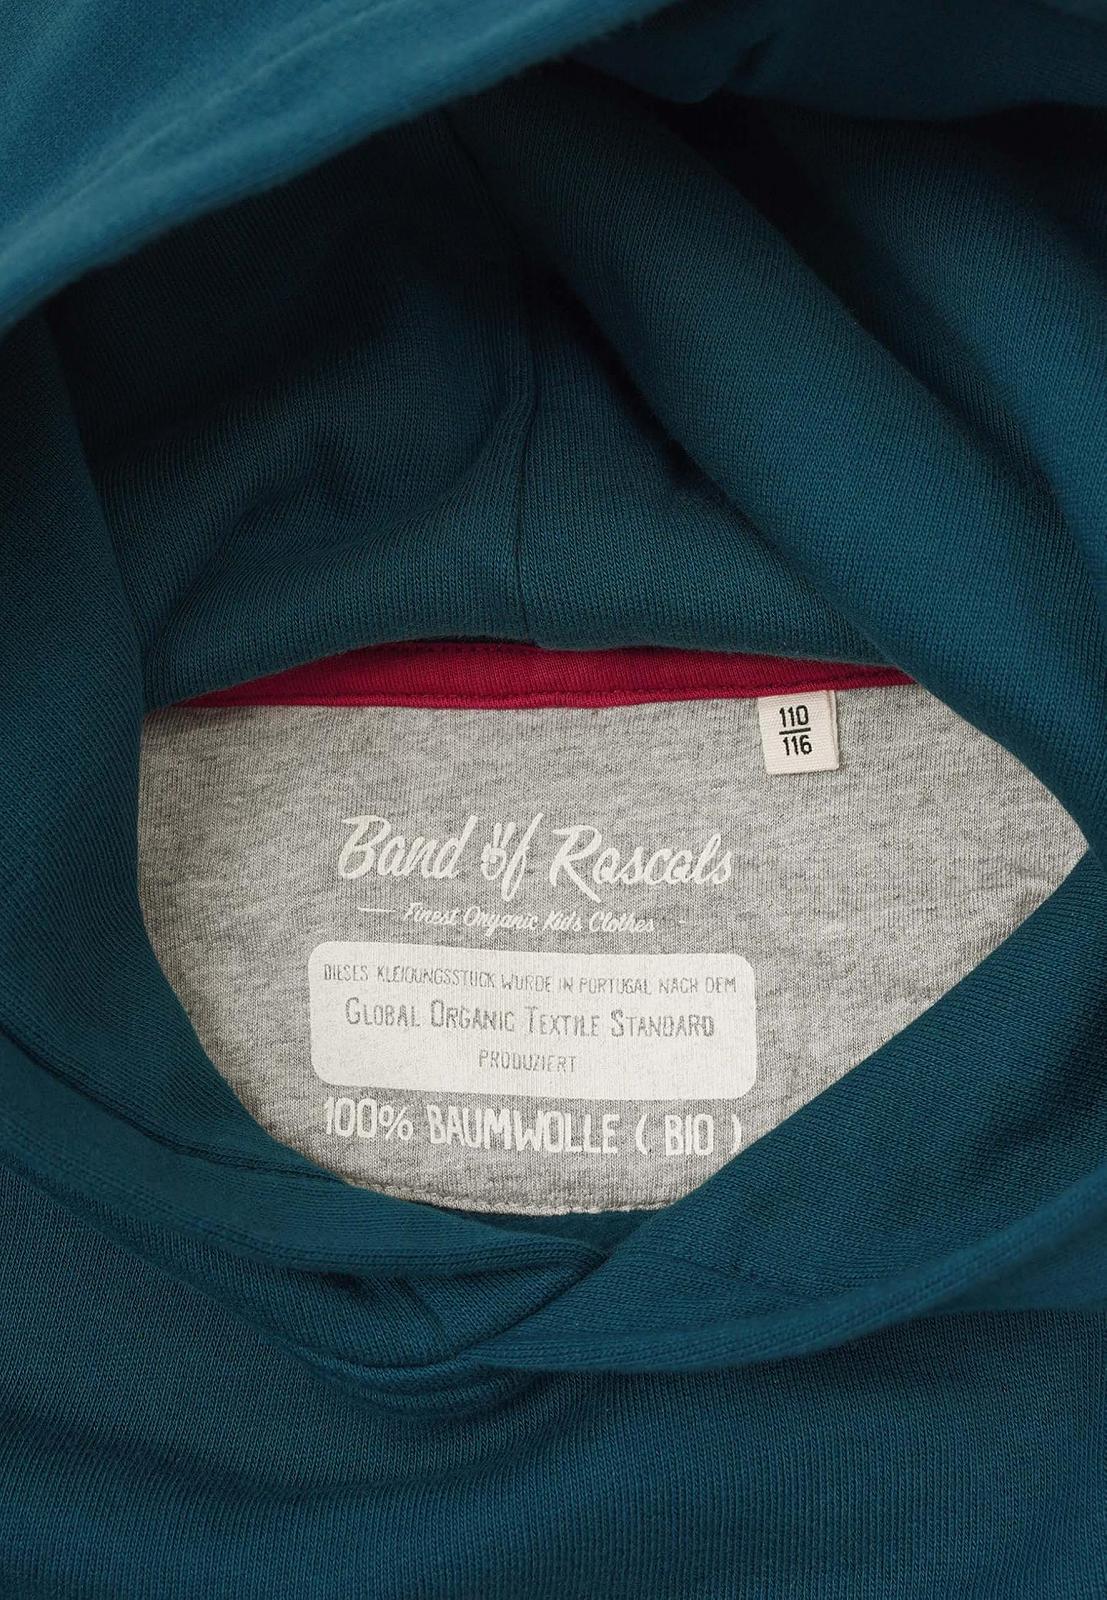 110
116
Band of Rascals
Finest Organic Kids Clothes
DIESES KLEIDUNGSSTÜCK WURDE IN PORTUGAL NACH DEM
GLOBAL ORGANIC TEXTILE STANDARD
PRODUZIERT
100% BAUMWOLLE ( BIO )